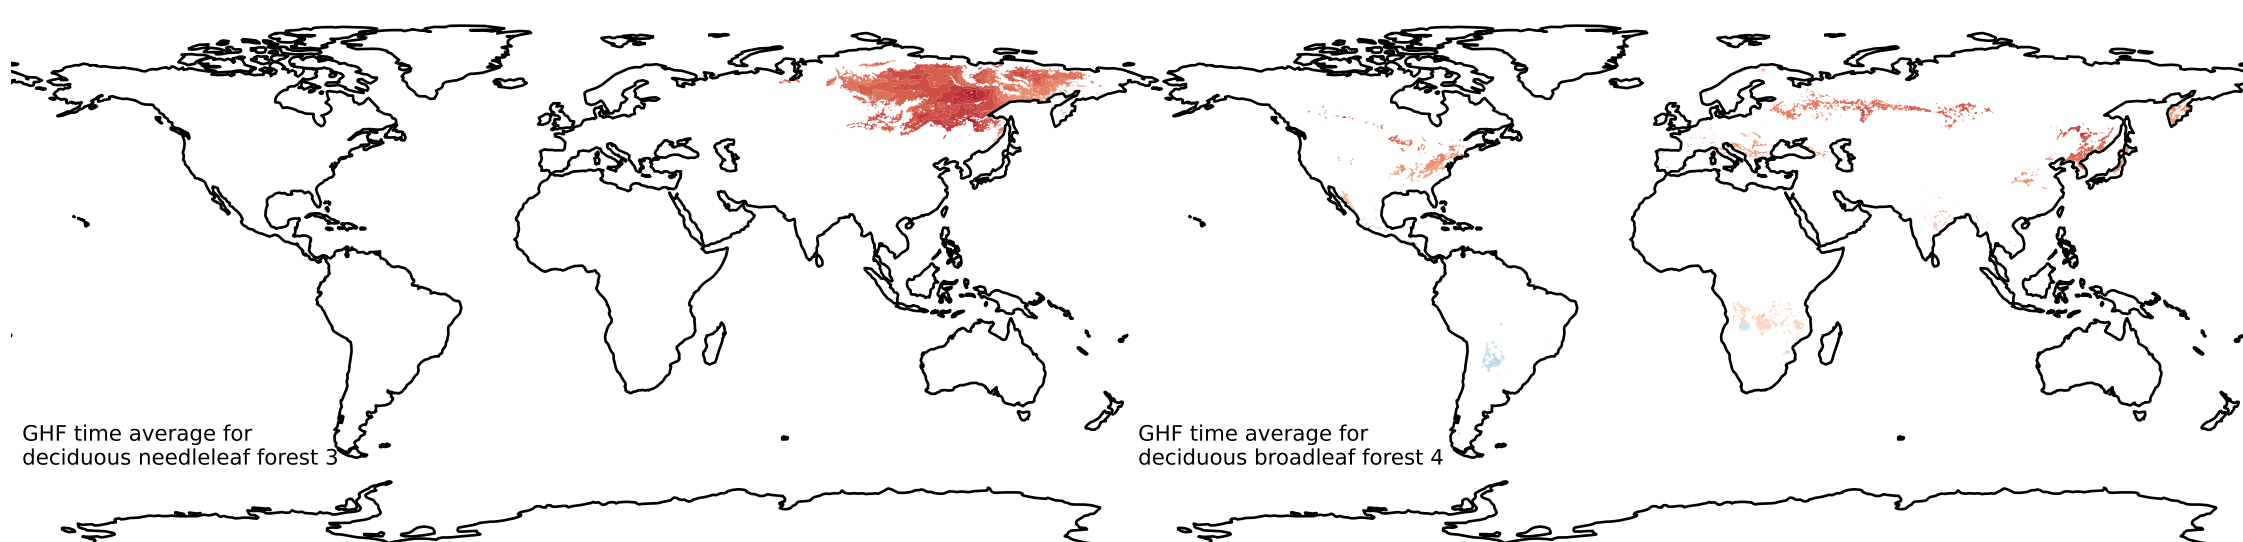 GHF time average for
deciduous needleleaf forest 3
GHF time average for
deciduous broadleaf forest 4